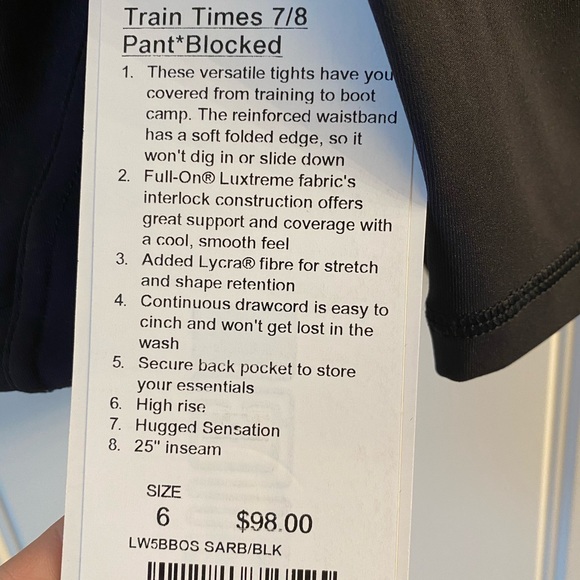 Train Times 7/8
Pant*Blocked
1. These versatile tights have you
covered from training to boot
camp. The reinforced waistband
has a soft folded edge, so it
won't dig in or slide down
2. Full-On® Luxtreme fabric's
interlock construction offers
great support and coverage with
a cool, smooth feel
3. Added Lycra® fibre for stretch
and shape retention
4. Continuous drawcord is easy to
cinch and won't get lost in the
wash
5. Secure back pocket to store
your essentials
6. High rise
7. Hugged Sensation
8. 25" inseam
SIZE
6 $98.00
LW5BBOS SARB/BLK